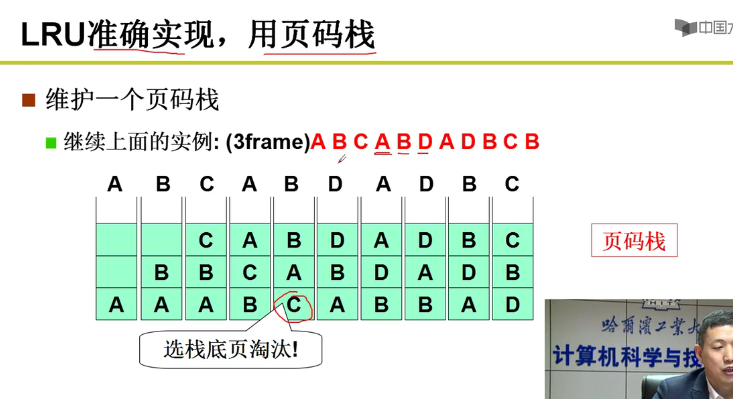 LRU准确实现，用页码栈
中国大
维护一个页码栈
继续上面的实例: (3frame)A B C A B D A D B C B
A B C A B D A D B C
C A B D A D B C
B B C A B D A D B
A A A B C A B B A D
页码栈
选栈底页淘汰!
哈尔滨工业大
计算机科学与技